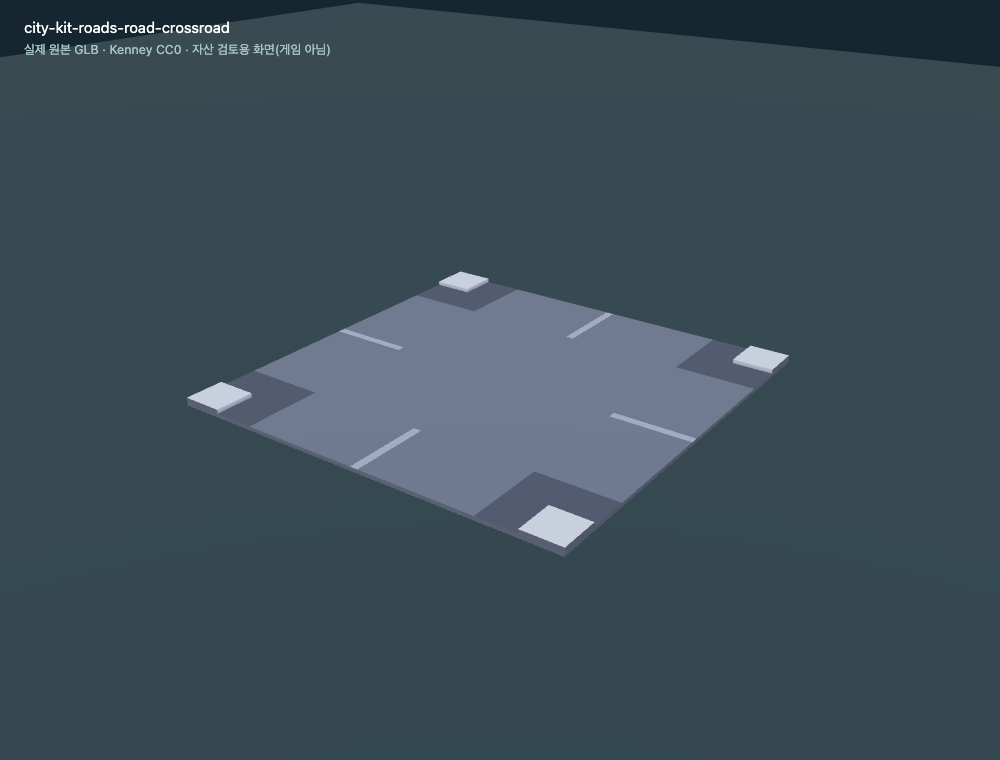 city-kit-roads-road-crossroad
실제 원본 GLB · Kenney CC0 · 자산 검토용 화면(게임 아님)